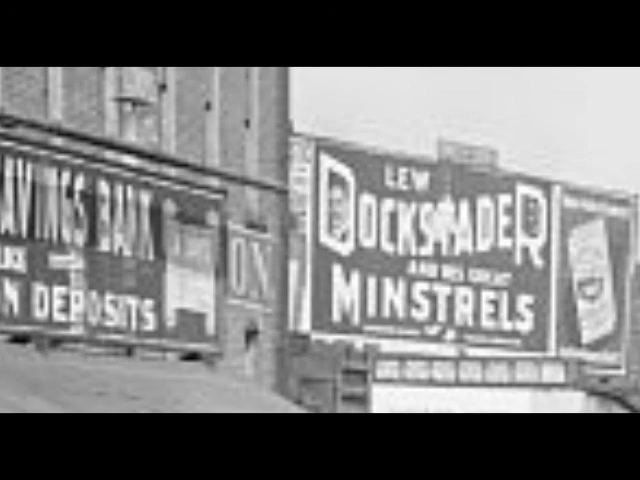 AVINGS BANK
N DEPOSITS
ON
LEW
DOCKSTADER
AND HIS GREAT
MINSTRELS